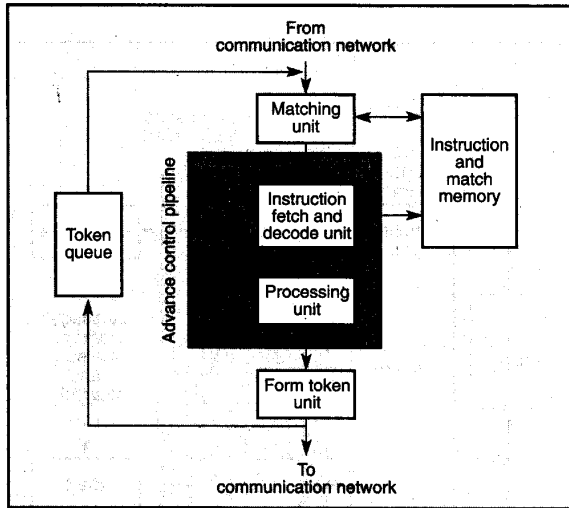 From
communication network
Matching
unit
Instruction
and
match
memory
Advance control pipeline
Instruction
fetch and
decode unit
Token
queue
Processing
unit
Form token
unit
To
communication network